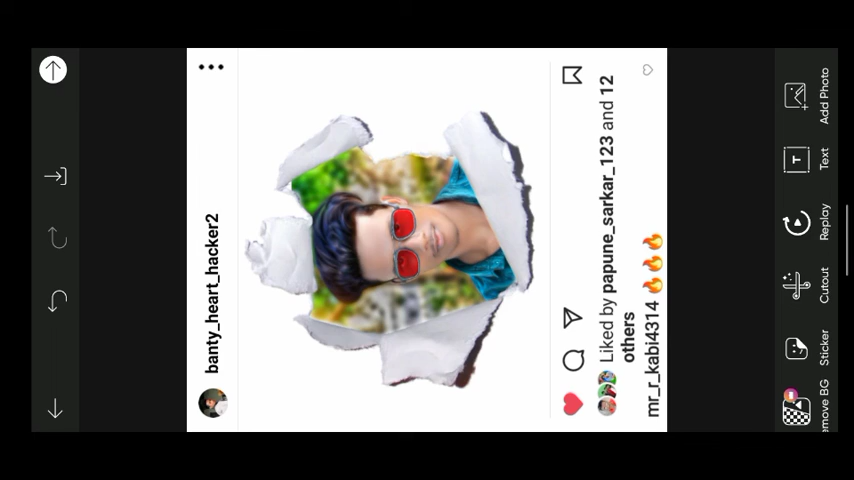 banty_heart_hacker2
Liked by papune_sarkar_123 and 12
others
mr_r_kabi4314 🔥🔥🔥
Add Photo
Text
Replay
Cutout
Sticker
emove BG